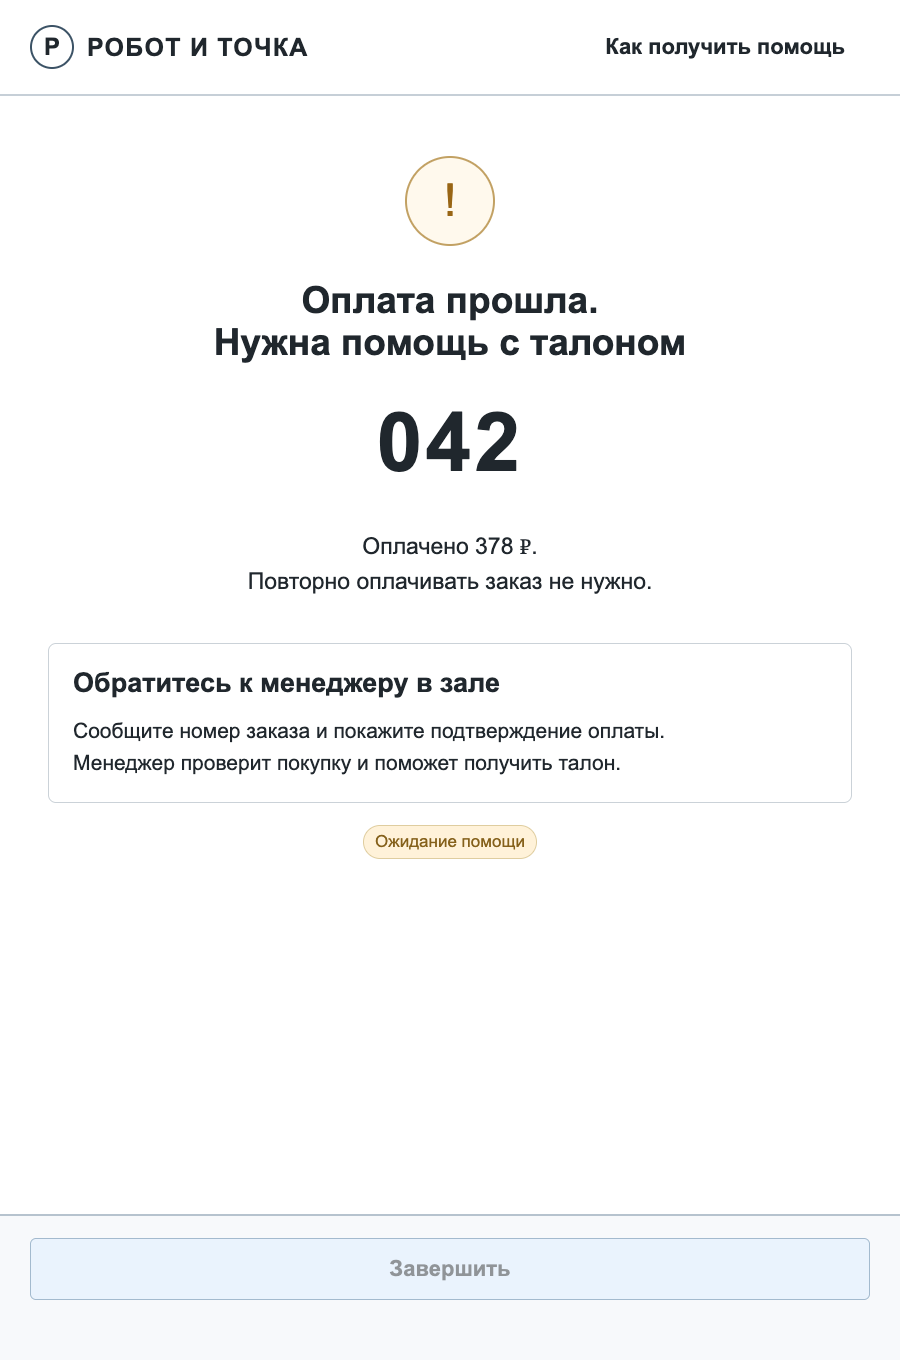 Р РОБОТ И ТОЧКА
Как получить помощь
!
Оплата прошла.
Нужна помощь с талоном
042
Оплачено 378 ₽.
Повторно оплачивать заказ не нужно.
Обратитесь к менеджеру в зале
Сообщите номер заказа и покажите подтверждение оплаты.
Менеджер проверит покупку и поможет получить талон.
Ожидание помощи
Завершить